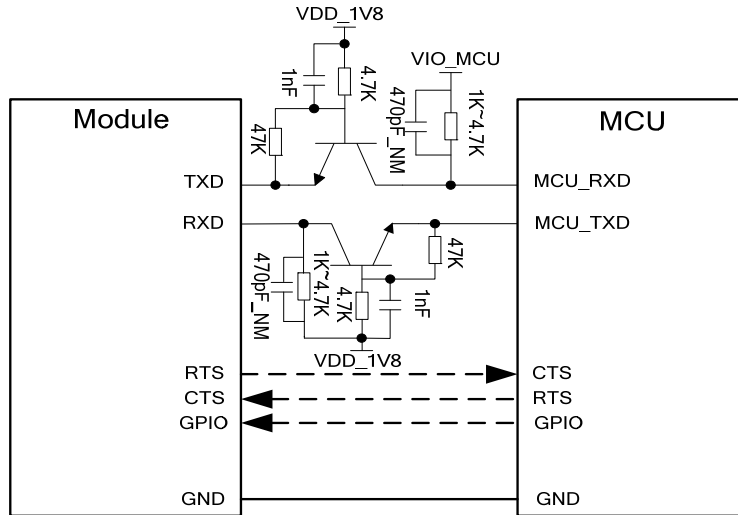 VDD_1V8
VIO_MCU
Module
MCU
1nF
4.7K
470pF_NM
1K~4.7K
47K
TXD
MCU_RXD
RXD
MCU_TXD
470pF_NM
1K~4.7K
4.7K
1nF
47K
VDD_1V8
RTS
CTS
CTS
RTS
GPIO
GPIO
GND
GND